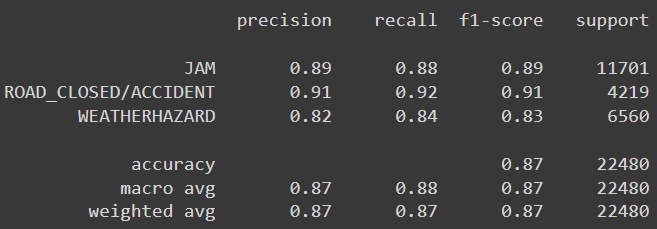 precision recall f1-score support
JAM 0.89 0.88 0.89 11701
ROAD_CLOSED/ACCIDENT 0.91 0.92 0.91 4219
WEATHERHAZARD 0.82 0.84 0.83 6560
accuracy 0.87 22480
macro avg 0.87 0.88 0.87 22480
weighted avg 0.87 0.87 0.87 22480